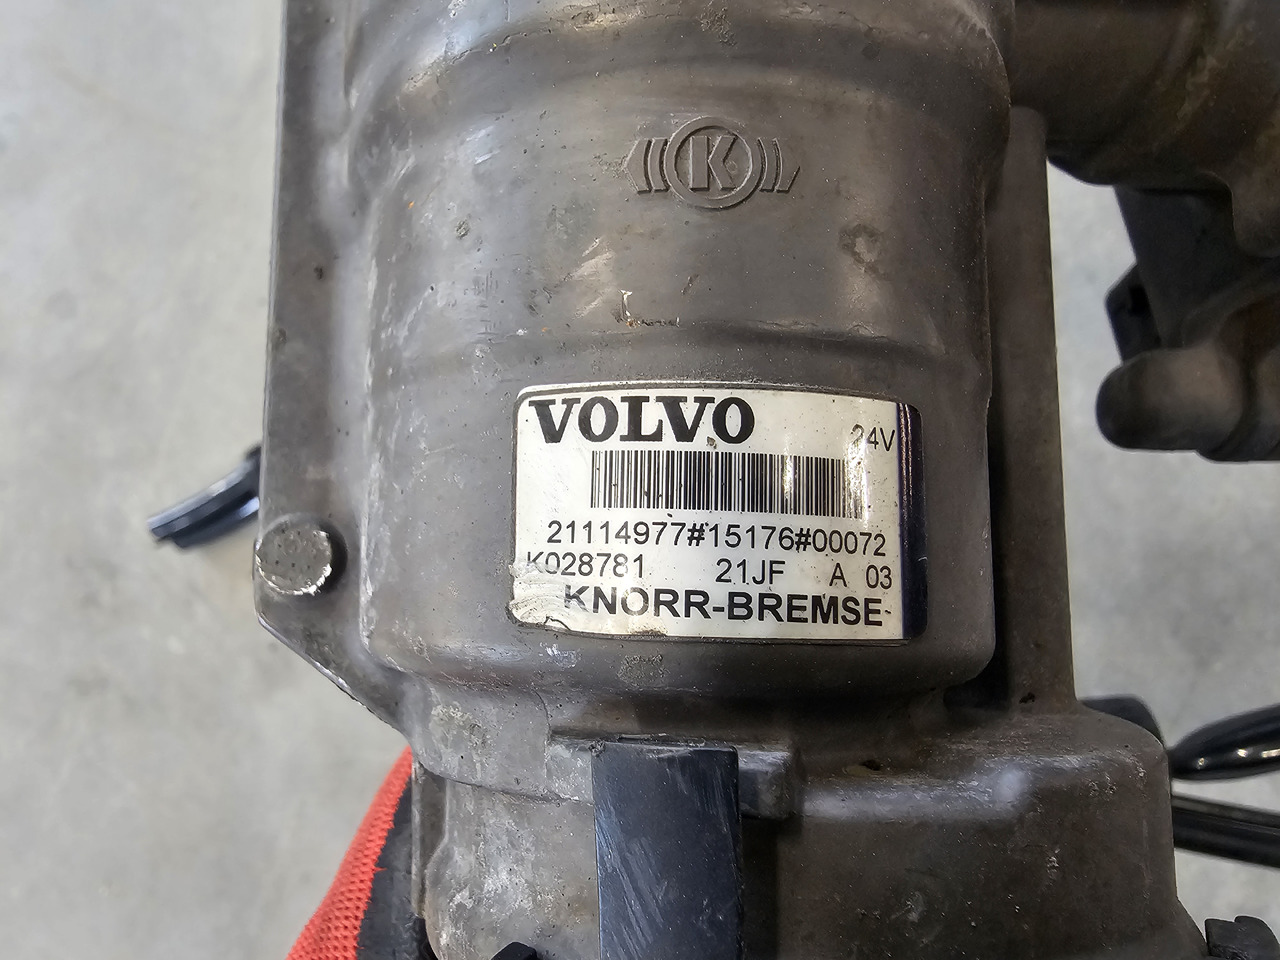 K
VOLVO
24V
21114977#15176#00072
K028781 21JF A 03
KNORR-BREMSE